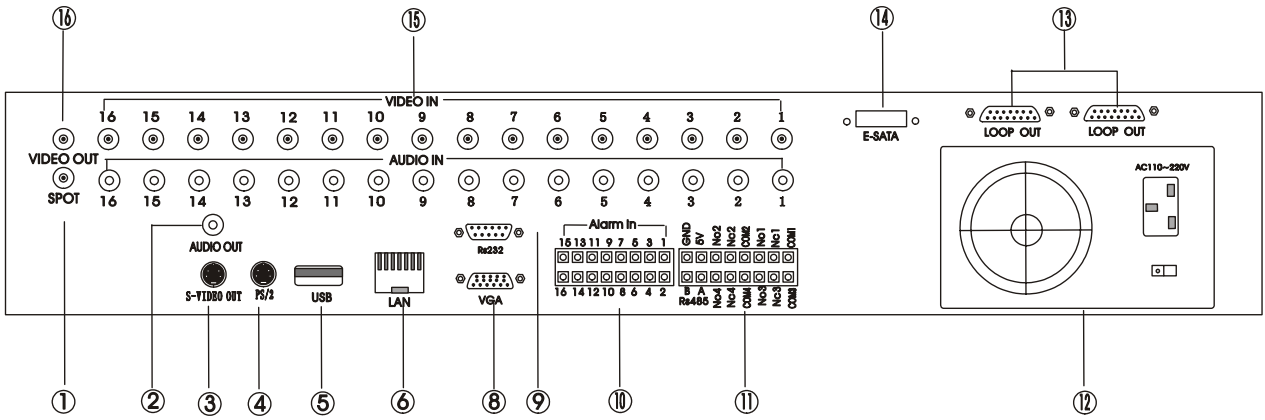 ⑯ ⑮ ⑭ ⑬
VIDEO IN
16 15 14 13 12 11 10 9 8 7 6 5 4 3 2 1
E-SATA
LOOP OUT LOOP OUT
VIDEO OUT
AUDIO IN
SPOT
16 15 14 13 12 11 10 9 8 7 6 5 4 3 2 1
AC110~220V
AUDIO OUT
Rs232
Alarm In
15 13 11 9 7 5 3 1
GND 5V No2 Nc2 COM2 No1 Nc1 COM1
S-VIDEO OUT
PS/2
USB
LAN
VGA
16 14 12 10 8 6 4 2
B A No4 Nc4 COM4 No3 Nc3 COM3
Rs485
① ② ③ ④ ⑤ ⑥ ⑧ ⑨ ⑩ ⑪ ⑫